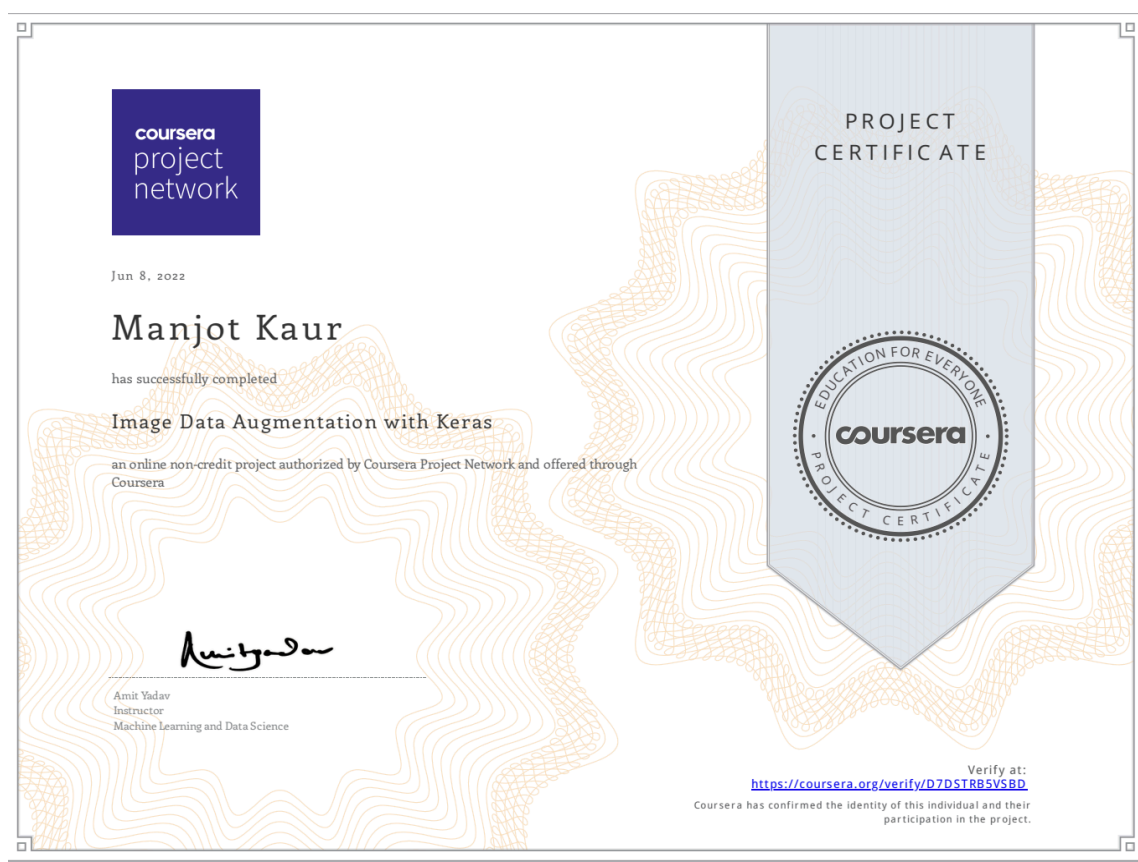 coursera
project
network
PROJECT
CERTIFICATE
Jun 8, 2022
Manjot Kaur
has successfully completed
Image Data Augmentation with Keras
an online non-credit project authorized by Coursera Project Network and offered through
Coursera
EDUCATION FOR EVERYONE
coursera
PROJECT CERTIFICATE
Amityadav
Amit Yadav
Instructor
Machine Learning and Data Science
Verify at:
https://coursera.org/verify/D7DSTRB5VSBD
Coursera has confirmed the identity of this individual and their
participation in the project.